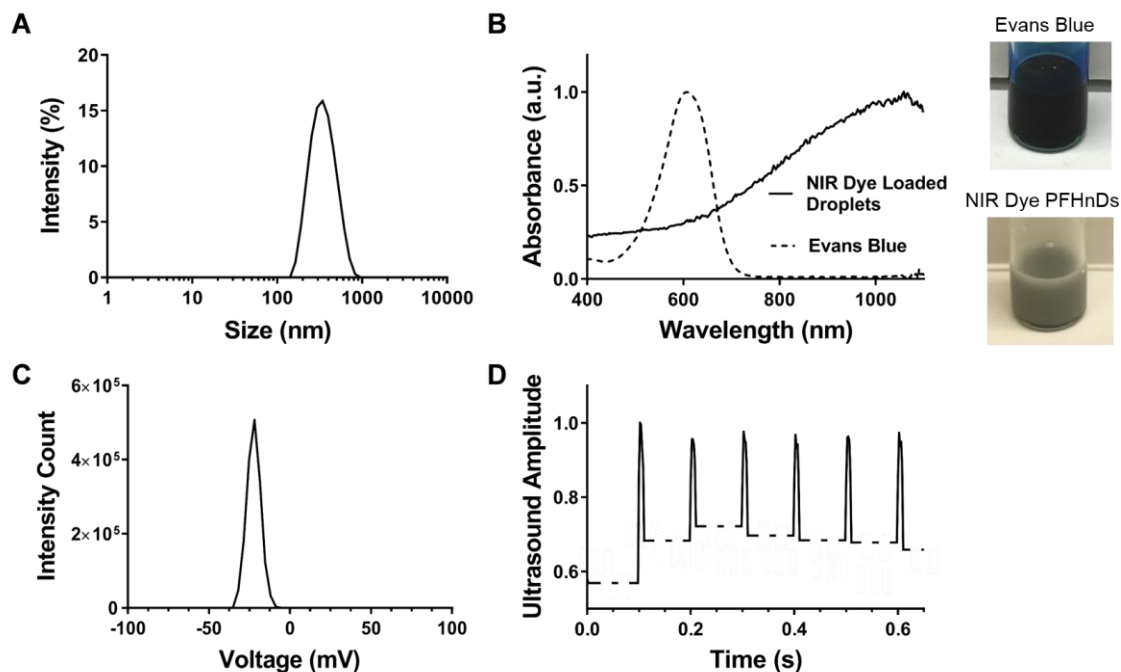 A
20
15
10
5
0
Intensity (%)
1
10
100
1000
10000
Size (nm)
B
1.0
0.5
0.0
Absorbance (a.u.)
NIR Dye Loaded
Droplets
Evans Blue
400
600
800
1000
Wavelength (nm)
Evans Blue
NIR Dye PFHnDs
C
6×10⁵
4×10⁵
2×10⁵
0
Intensity Count
-100
-50
0
50
100
Voltage (mV)
D
1.0
0.8
0.6
Ultrasound Amplitude
0.0
0.2
0.4
0.6
Time (s)